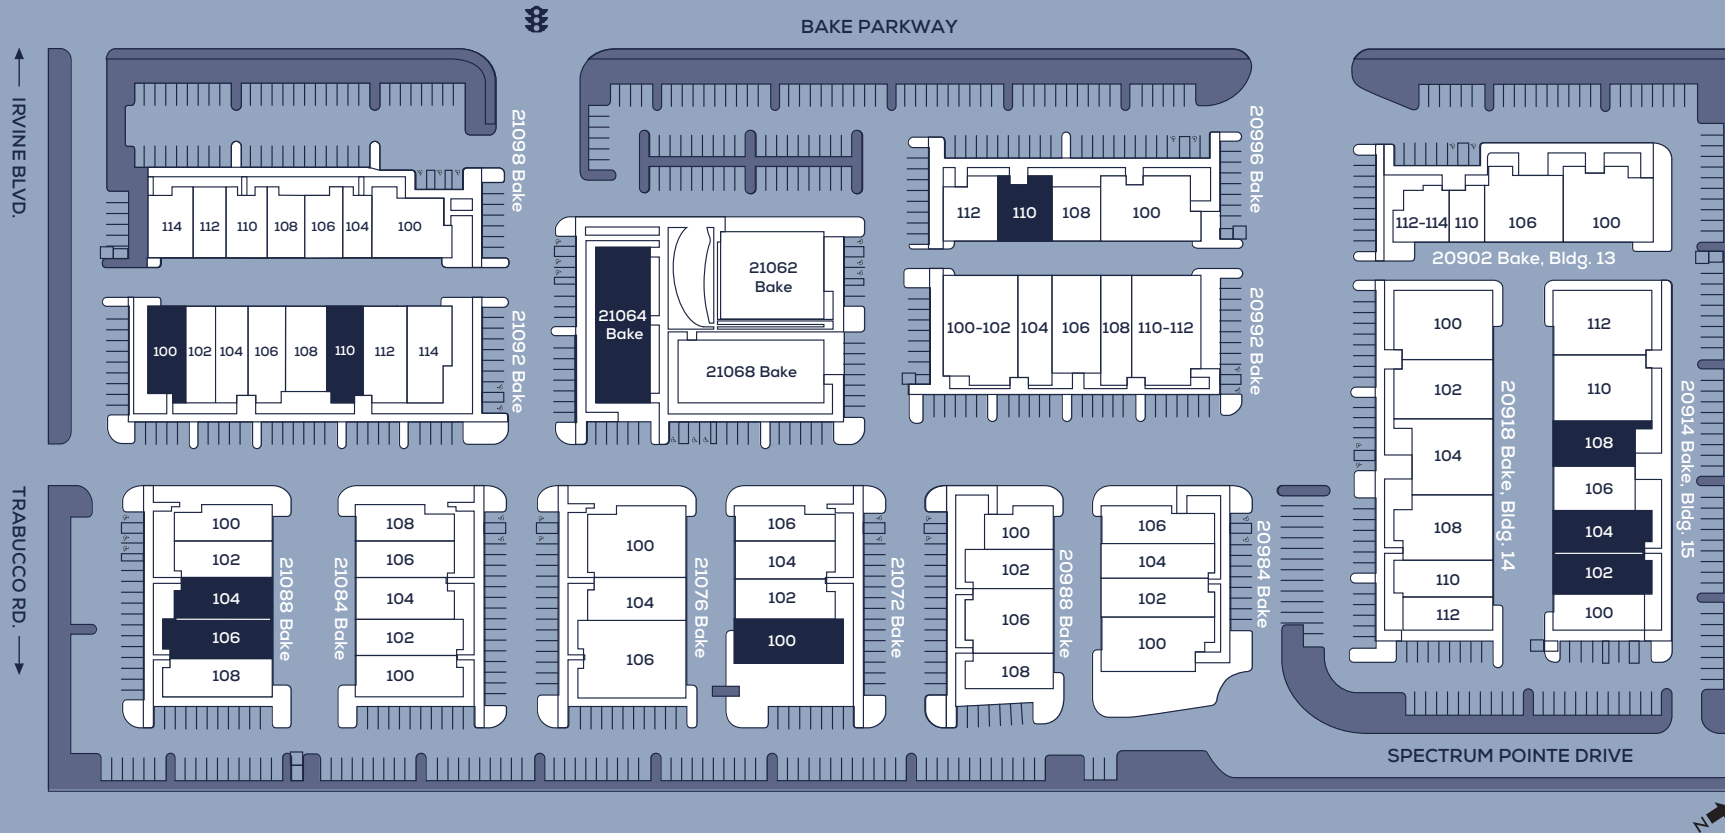 BAKE PARKWAY
IRVINE BLVD.
TRABUCCO RD.
21098 Bake
114 112 110 108 106 104 100
21092 Bake
100 102 104 106 108 110 112 114
21064
Bake
21062
Bake
21068 Bake
20996 Bake
112 110 108 100
20992 Bake
100-102 104 106 108 110-112
112-114 110 106 100
20902 Bake, Bldg. 13
100
102
104
108
110
112
20918 Bake, Bldg. 14
112
110
108
106
104
102
100
20914 Bake, Bldg. 15
100
102
104
106
108
21088 Bake
21084 Bake
108
106
104
102
100
100
104
106
21076 Bake
106
104
102
100
21072 Bake
100
102
106
108
20988 Bake
106
104
102
100
20984 Bake
SPECTRUM POINTE DRIVE
N